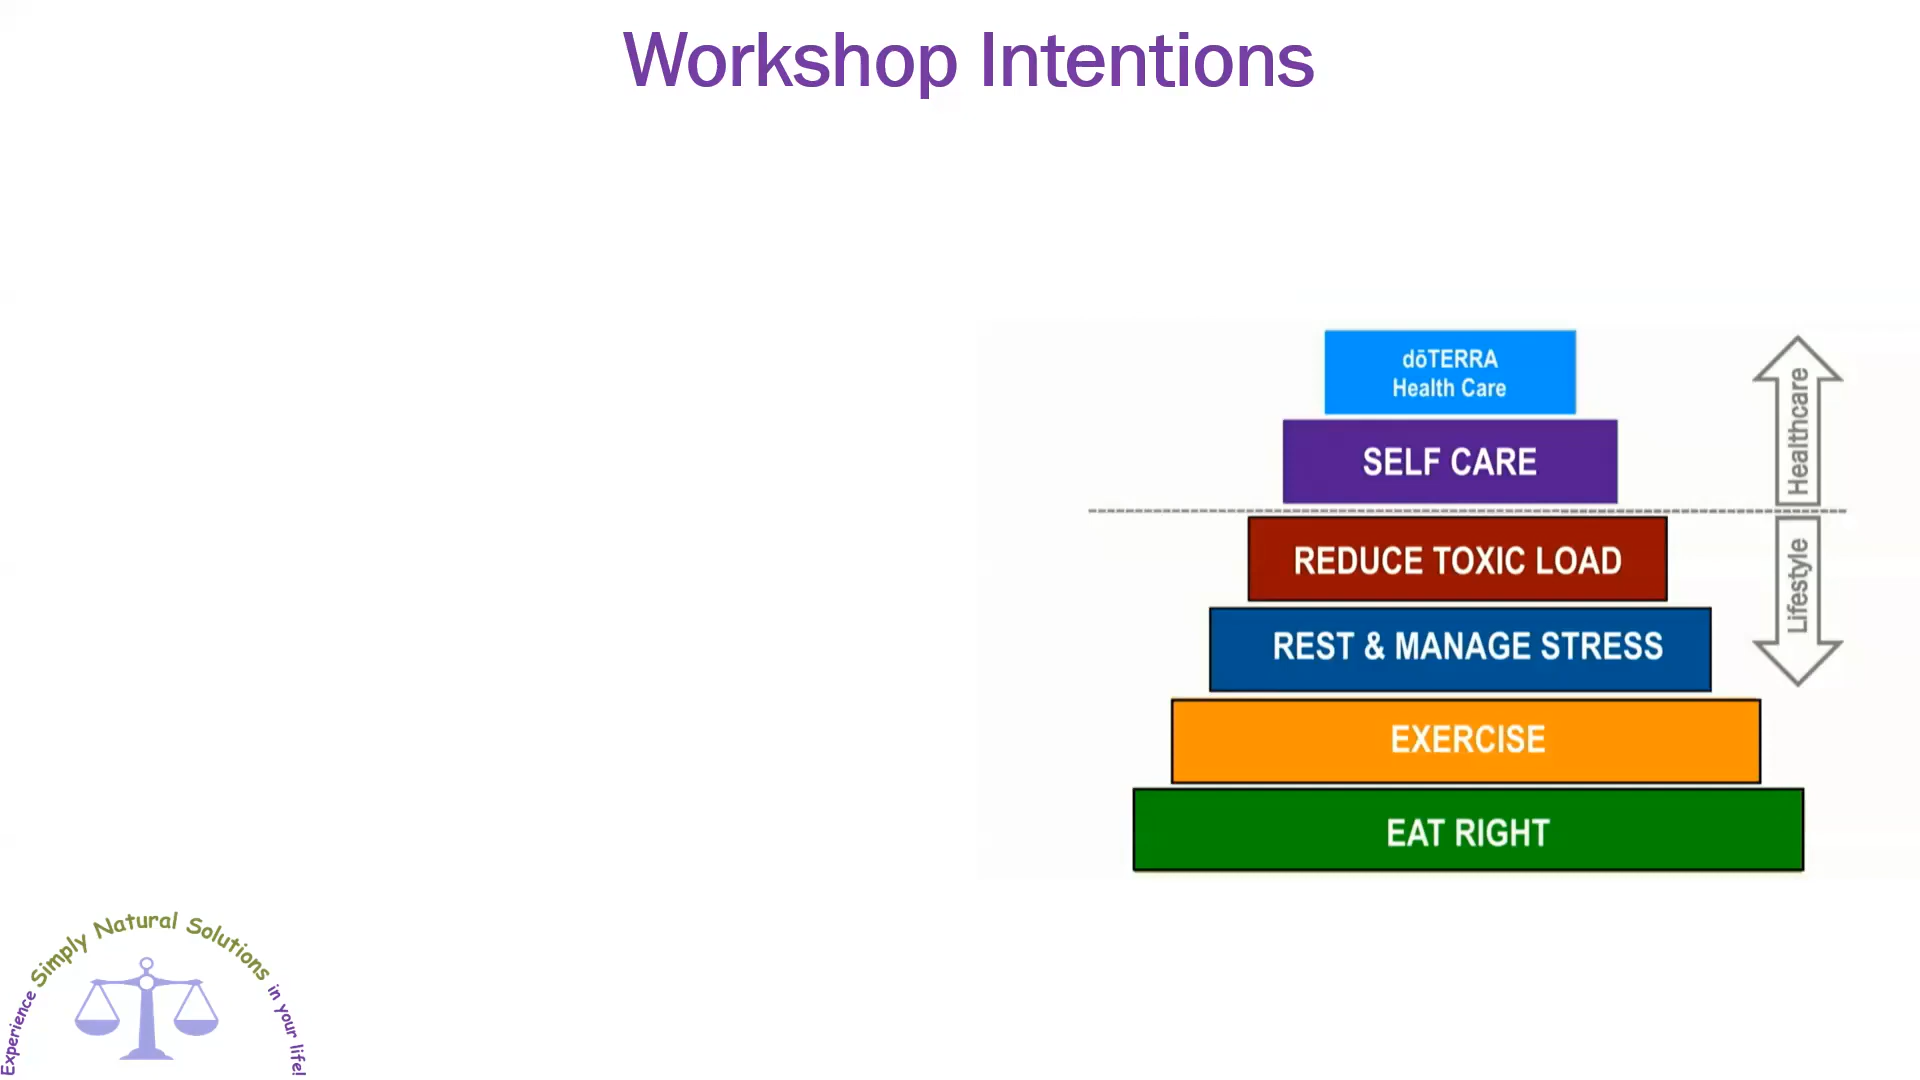 Workshop Intentions
dōTERRA
Health Care
SELF CARE
Healthcare
REDUCE TOXIC LOAD
Lifestyle
REST & MANAGE STRESS
EXERCISE
EAT RIGHT
Experience Simply Natural Solutions in your life!